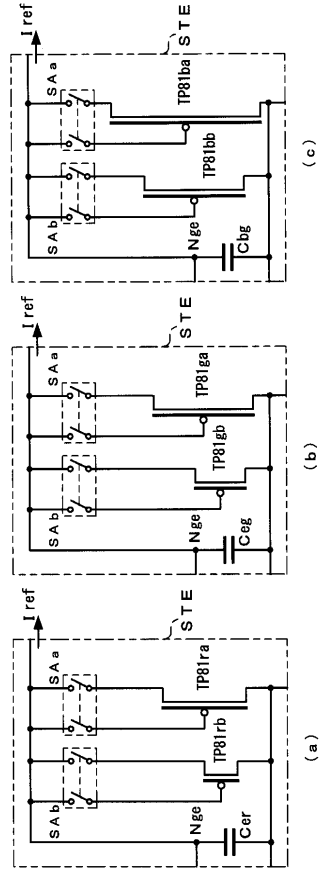 Iref
SAa
SAb
STE
TP81ra
TP81rb
Nge
Cer
(a)
Iref
SAa
SAb
STE
TP81ga
TP81gb
Nge
Ceg
(b)
Iref
SAa
SAb
STE
TP81ba
TP81bb
Nge
Cbg
(c)